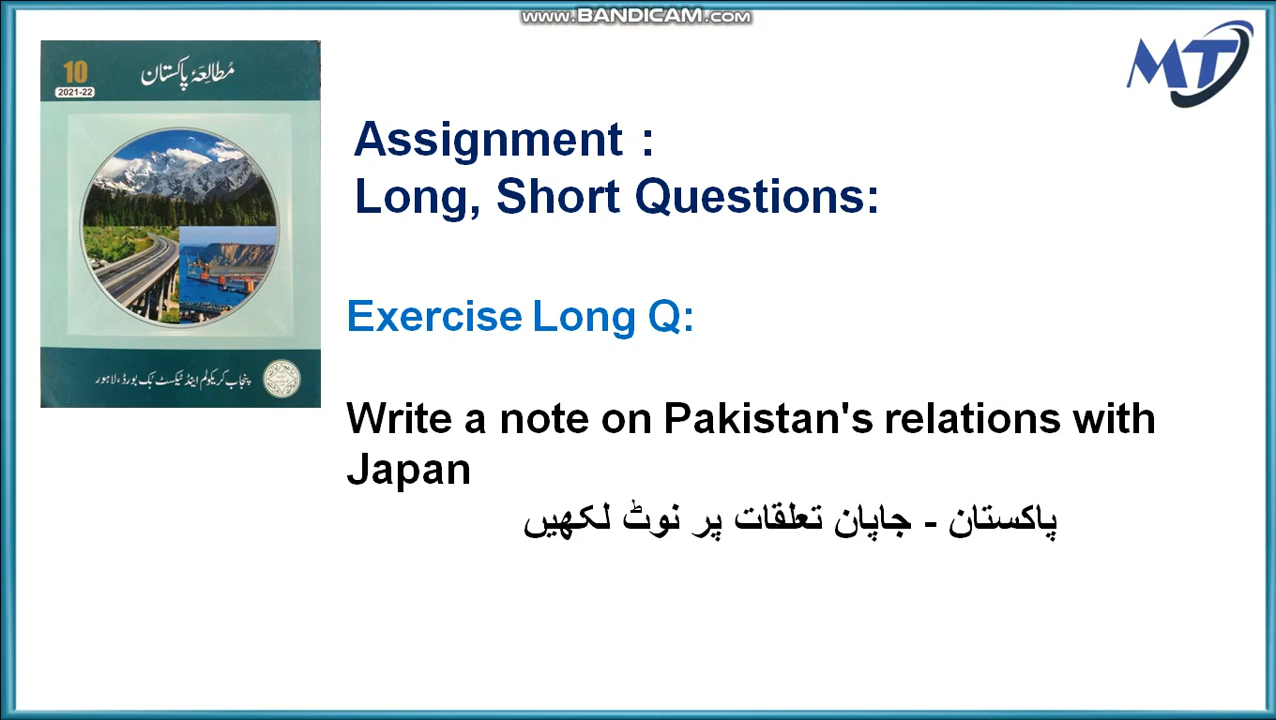 www.BANDICAM.com
MT
10
2021-22
مُطالعۂ پاکستان
پنجاب کریکولم اینڈ ٹیکسٹ بک بورڈ، لاہور
Assignment :
Long, Short Questions:
Exercise Long Q:
Write a note on Pakistan's relations with
Japan
پاکستان - جاپان تعلقات پر نوٹ لکھیں